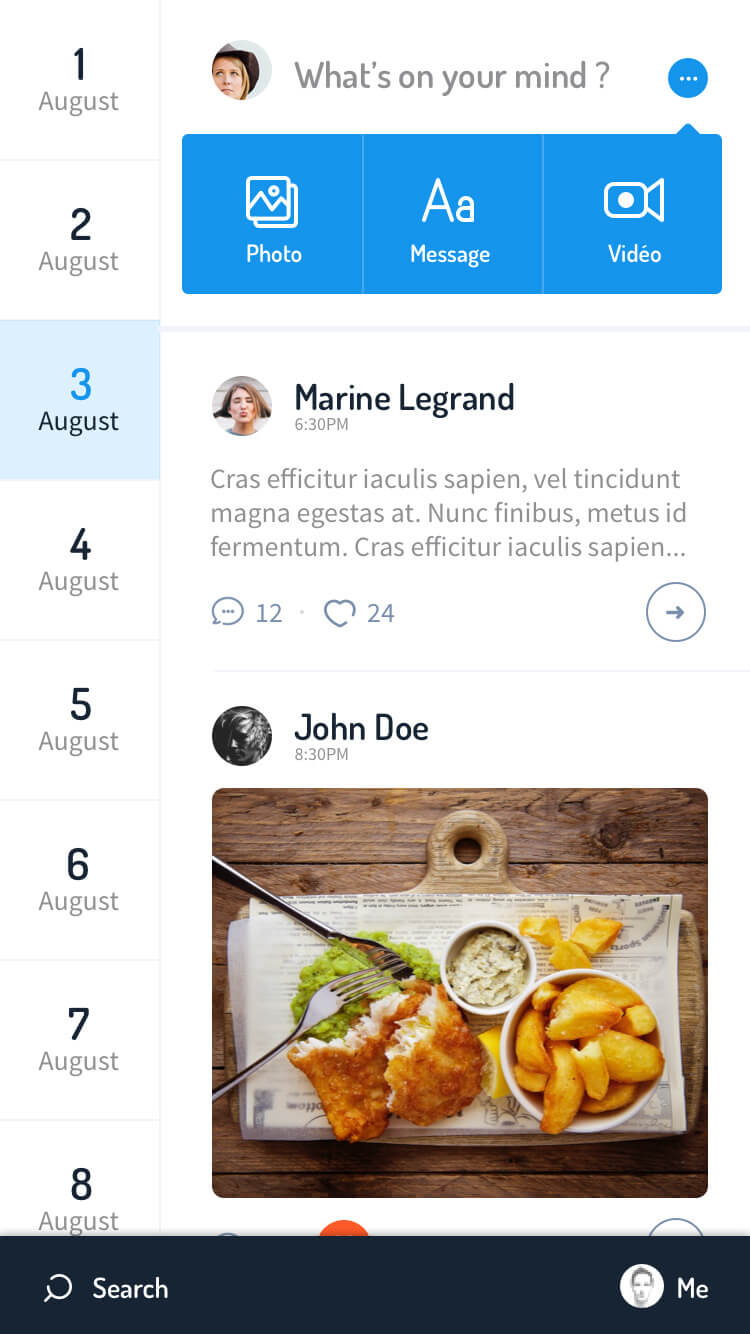 1
August
2
August
3
August
4
August
5
August
6
August
7
August
8
August
What's on your mind ?
Photo
Aa
Message
Vidéo
Marine Legrand
6:30PM
Cras efficitur iaculis sapien, vel tincidunt
magna egestas at. Nunc finibus, metus id
fermentum. Cras efficitur iaculis sapien...
12 · 24
John Doe
8:30PM
Search
Me